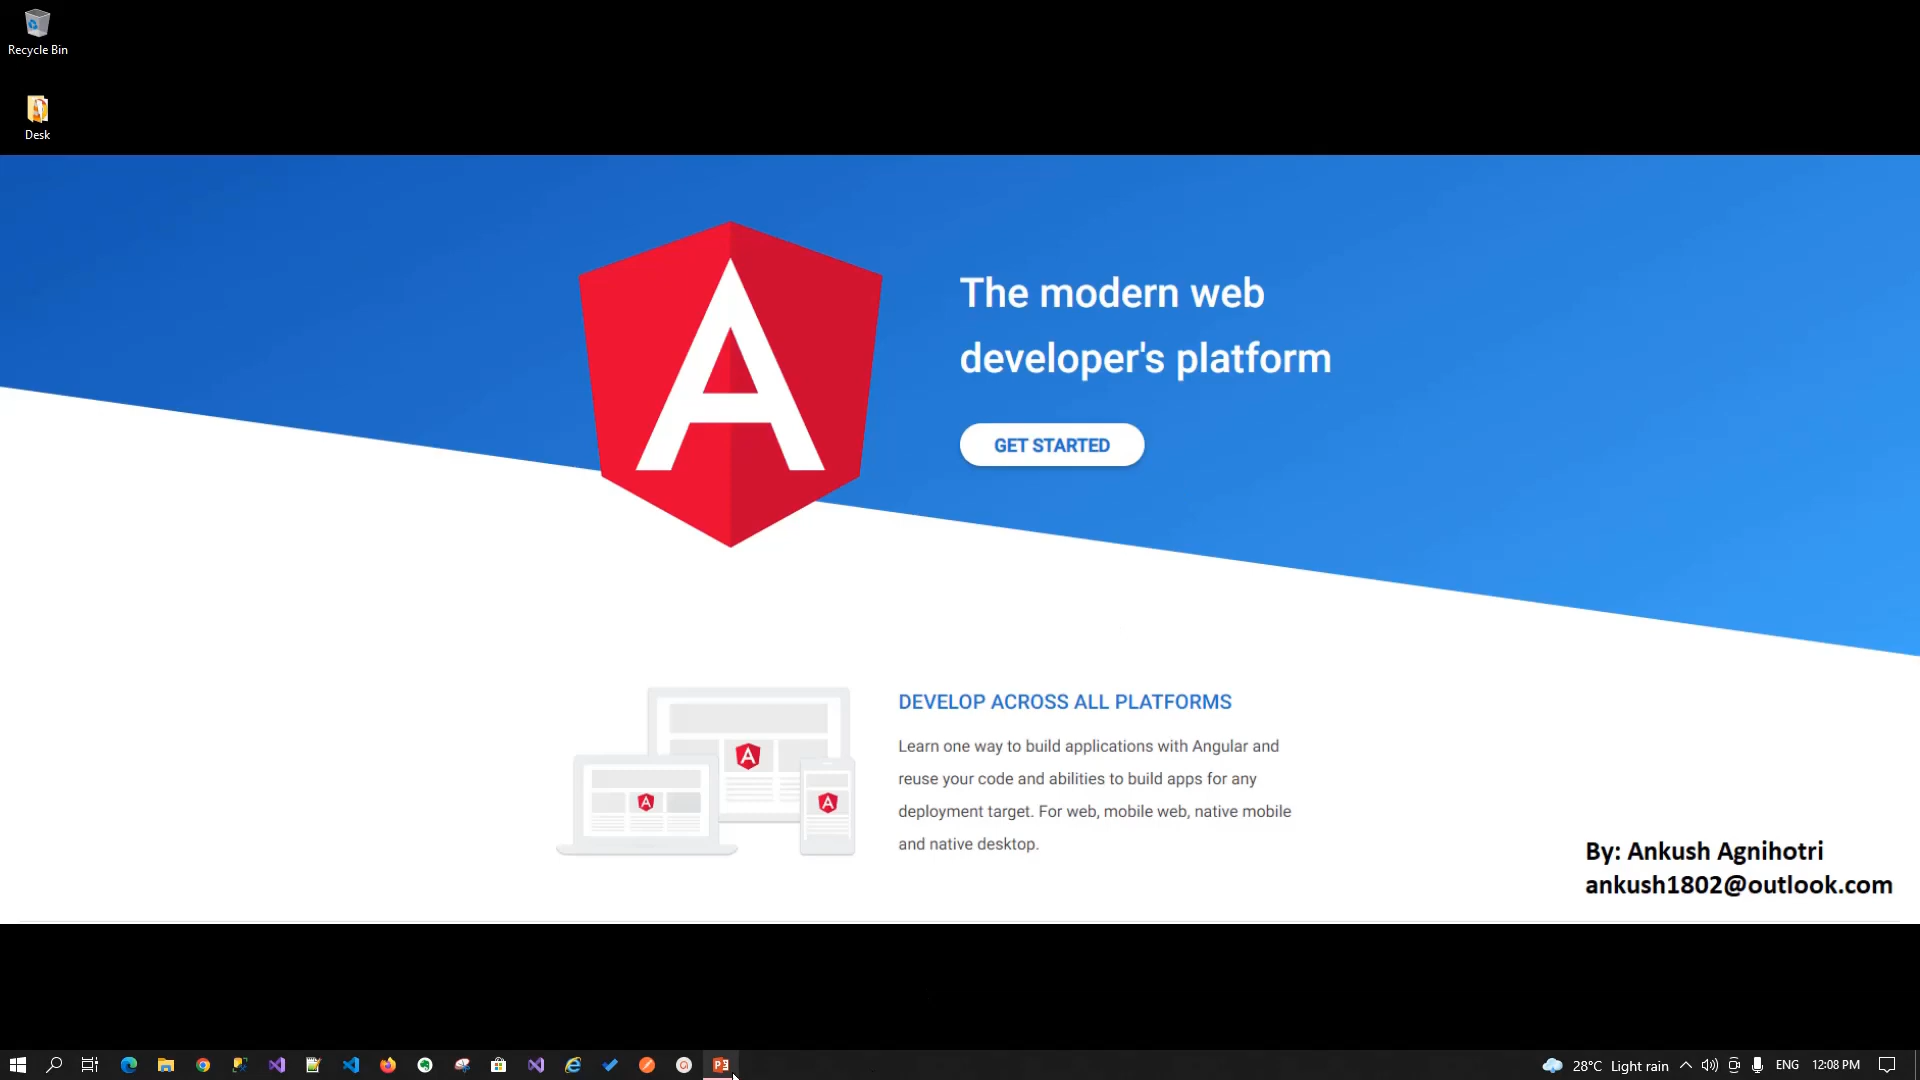 Recycle Bin
Desk
The modern web
developer's platform
GET STARTED
DEVELOP ACROSS ALL PLATFORMS
Learn one way to build applications with Angular and
reuse your code and abilities to build apps for any
deployment target. For web, mobile web, native mobile
and native desktop.
By: Ankush Agnihotri
ankush1802@outlook.com
28°C Light rain ENG 12:08 PM